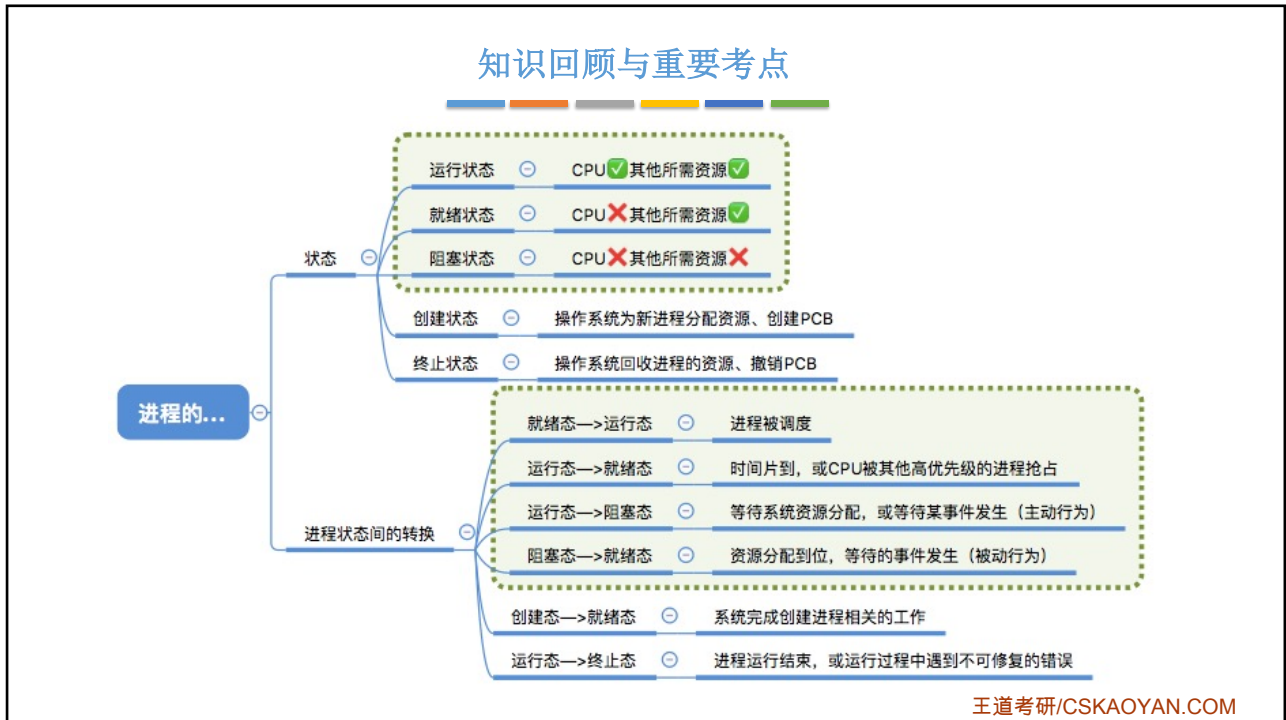 知识回顾与重要考点
运行状态 CPU✅其他所需资源✅
就绪状态 CPU❌其他所需资源✅
状态
阻塞状态 CPU❌其他所需资源❌
创建状态 操作系统为新进程分配资源、创建PCB
终止状态 操作系统回收进程的资源、撤销PCB
进程的...
就绪态—>运行态 进程被调度
运行态—>就绪态 时间片到，或CPU被其他高优先级的进程抢占
运行态—>阻塞态 等待系统资源分配，或等待某事件发生（主动行为）
进程状态间的转换
阻塞态—>就绪态 资源分配到位，等待的事件发生（被动行为）
创建态—>就绪态 系统完成创建进程相关的工作
运行态—>终止态 进程运行结束，或运行过程中遇到不可修复的错误
王道考研/CSKAOYAN.COM